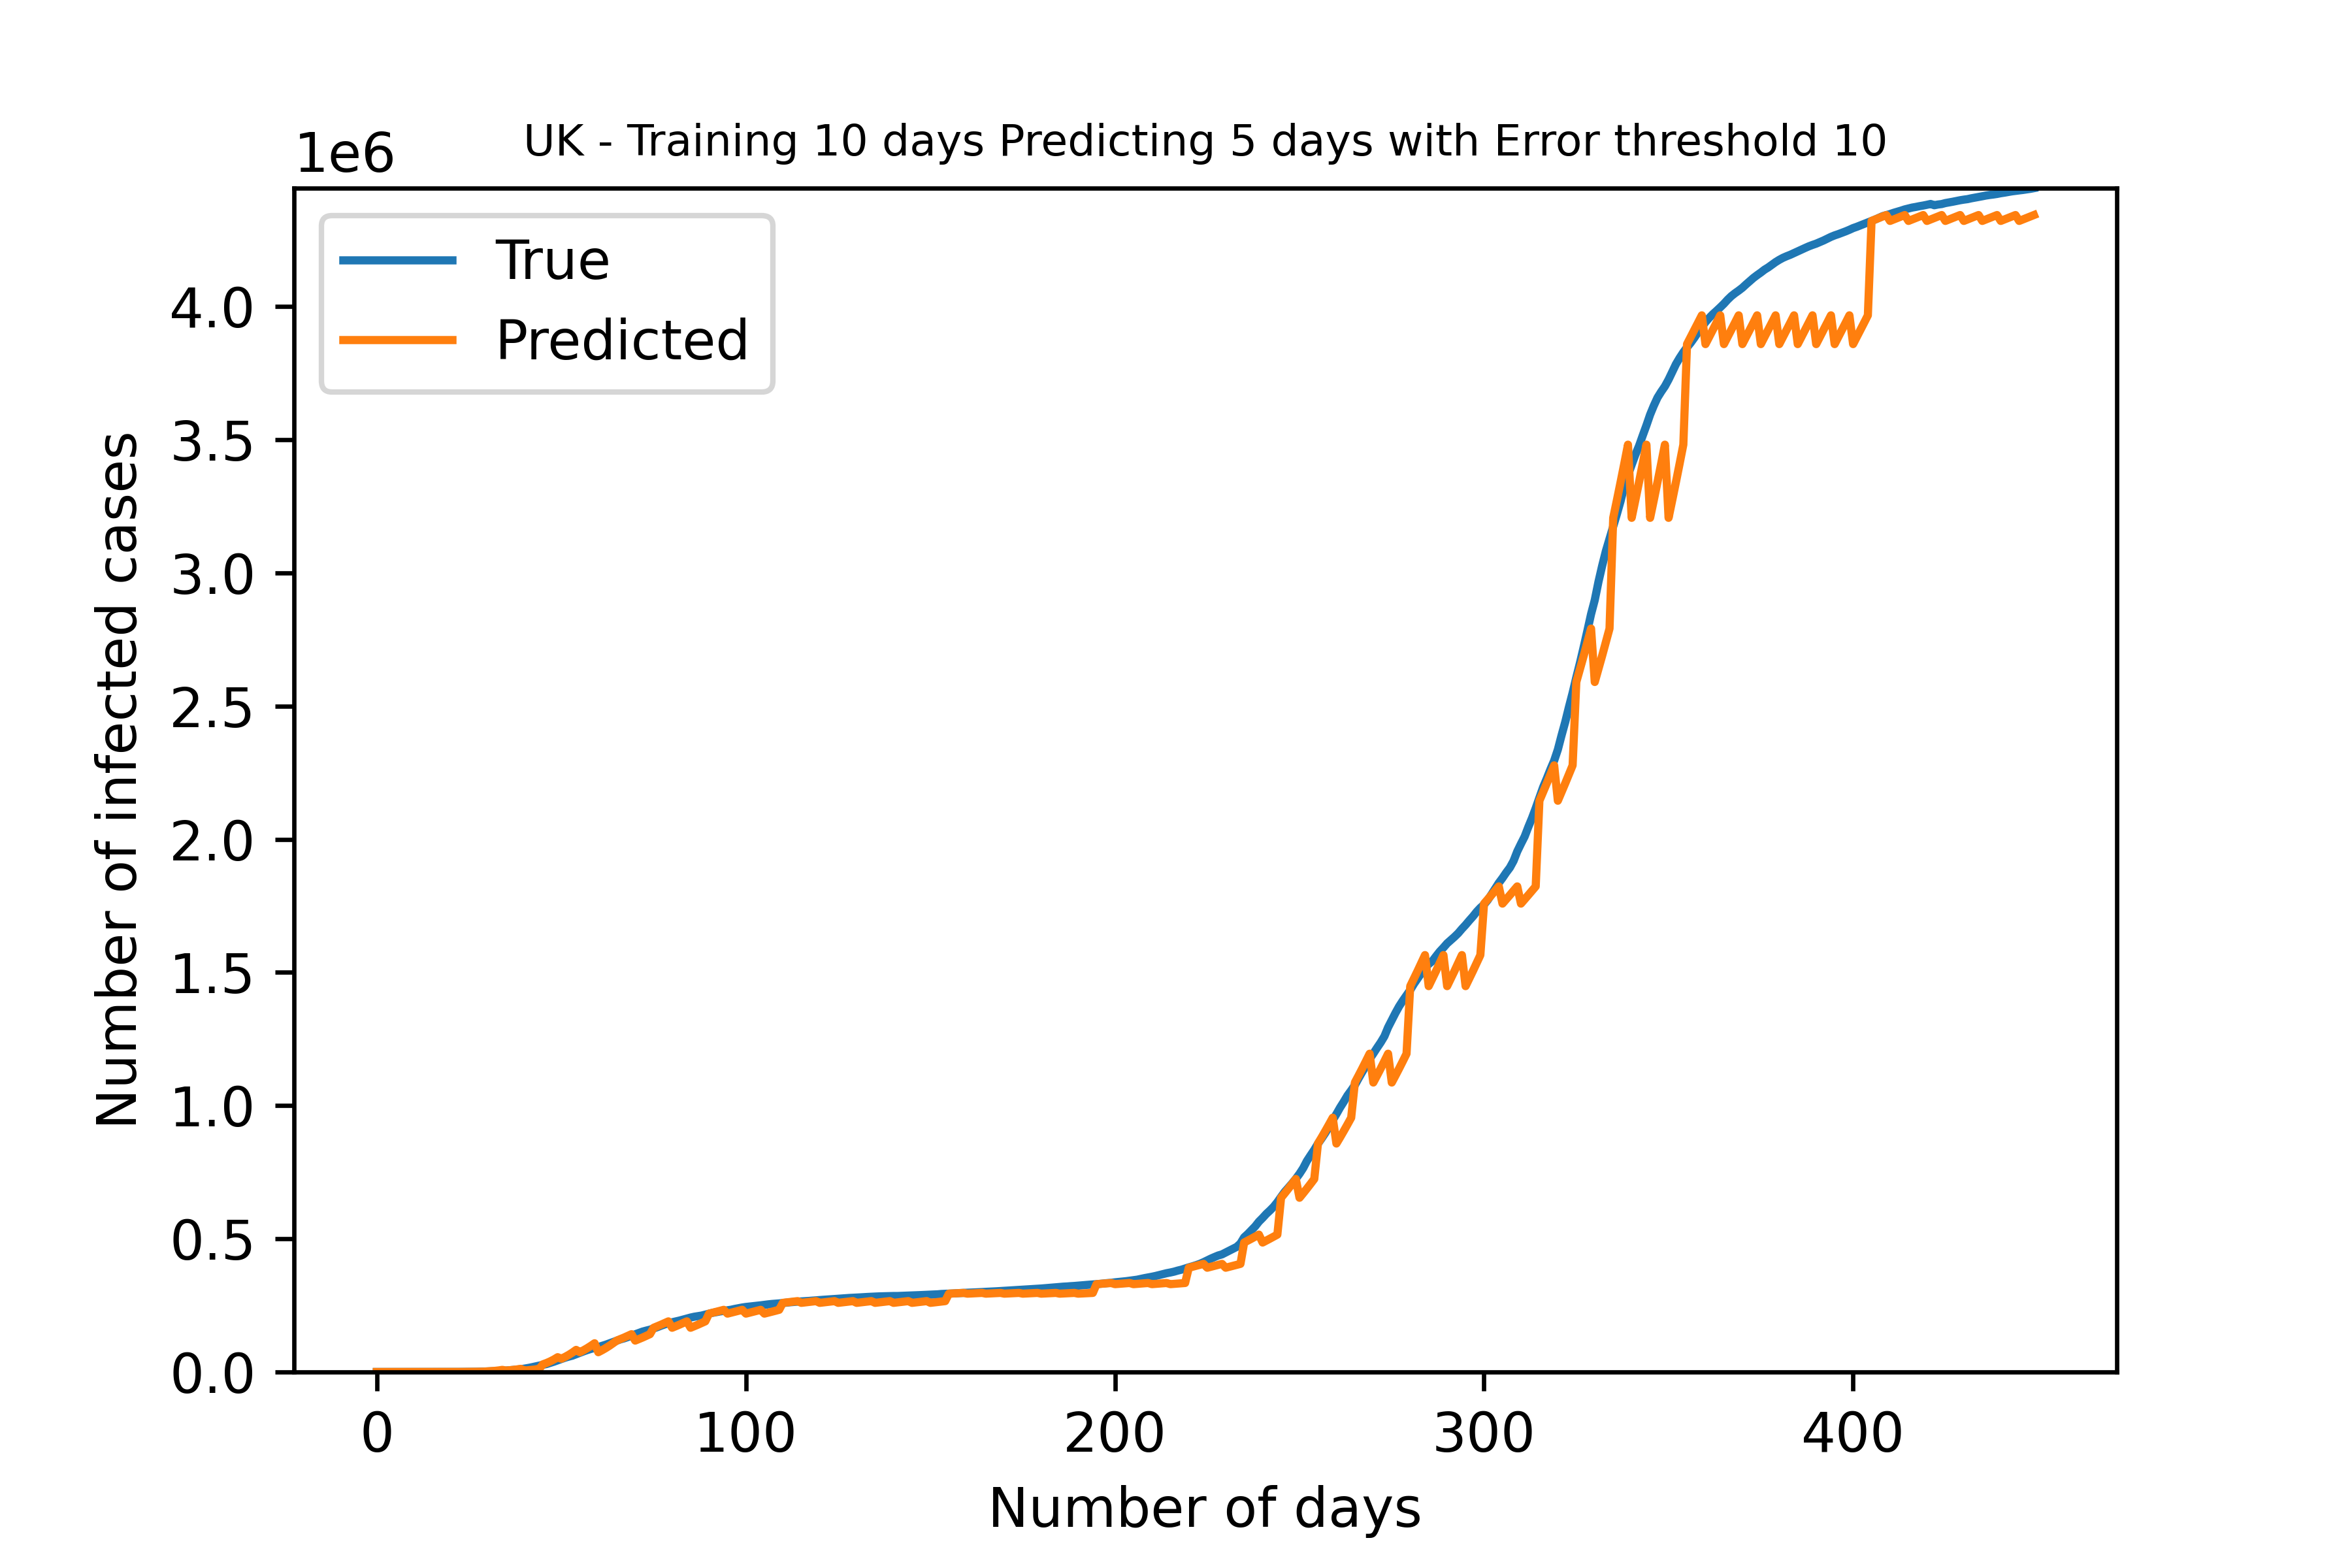 UK - Training 10 days Predicting 5 days with Error threshold 10
1e6
True
Predicted
4.0
3.5
3.0
2.5
2.0
1.5
1.0
0.5
0.0
Number of infected cases
0 100 200 300 400
Number of days